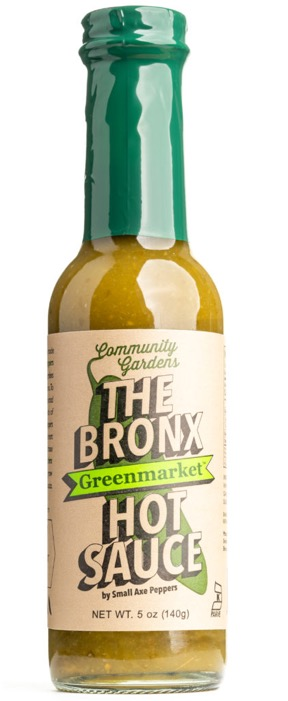 Community
Gardens
THE
BRONX
Greenmarket
HOT
SAUCE
by Small Axe Peppers
NET WT. 5 oz (140g)